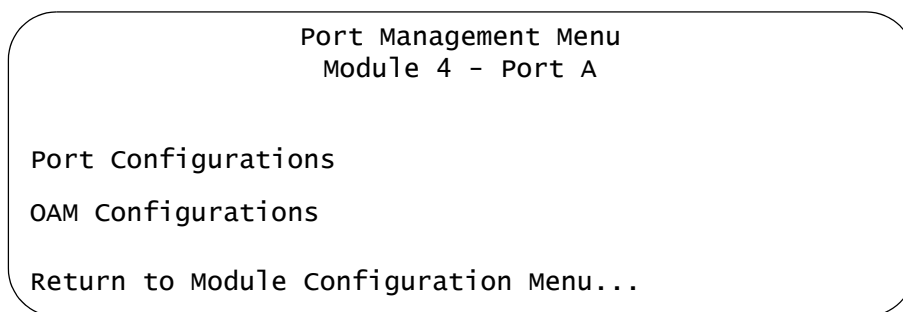 Port Management Menu
Module 4 - Port A
Port Configurations
OAM Configurations
Return to Module Configuration Menu...